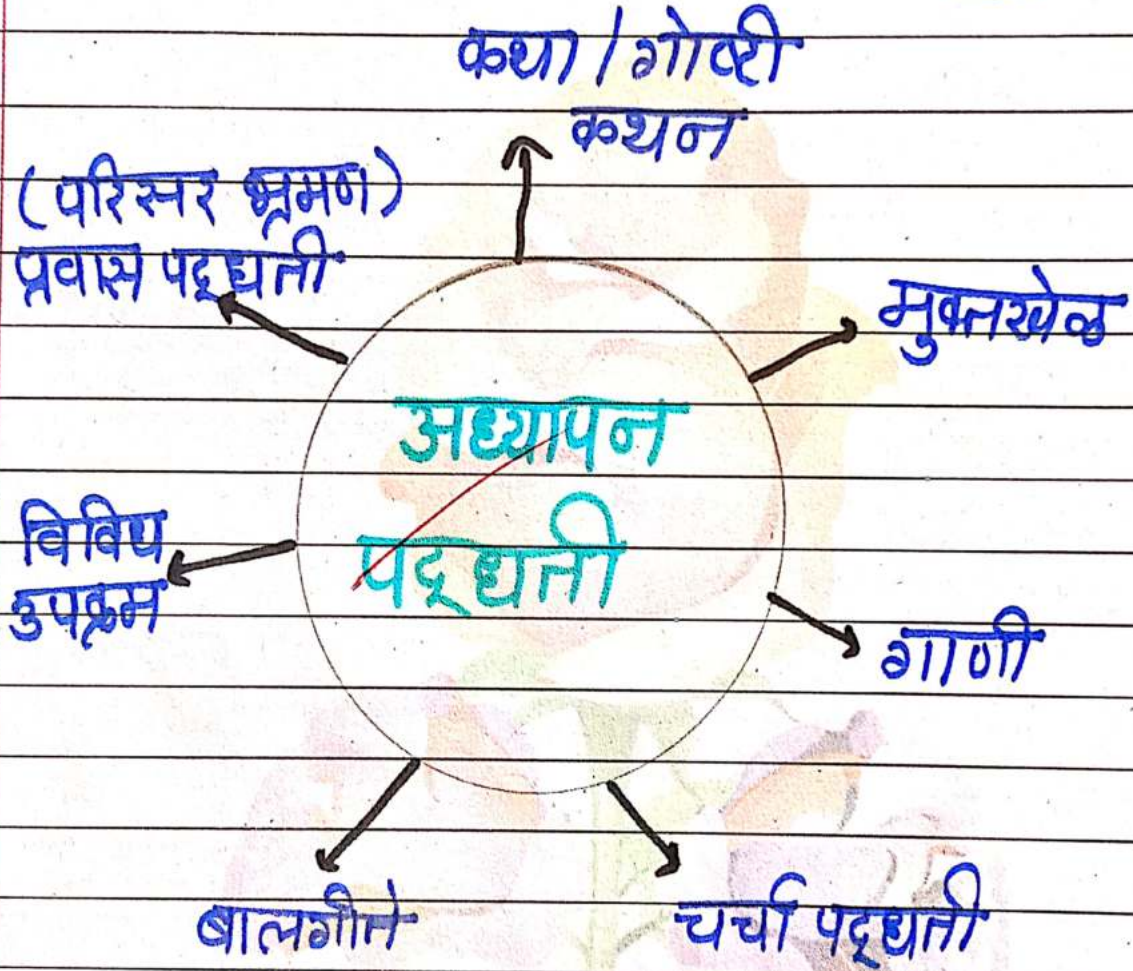 कथा / गोष्टी
कथन
(परिसर भ्रमण)
प्रवास पद्धती
मुक्तखेळ
अध्यापन
पद्धती
विविध
उपक्रम
गाणी
बालगीते
चर्चा पद्धती